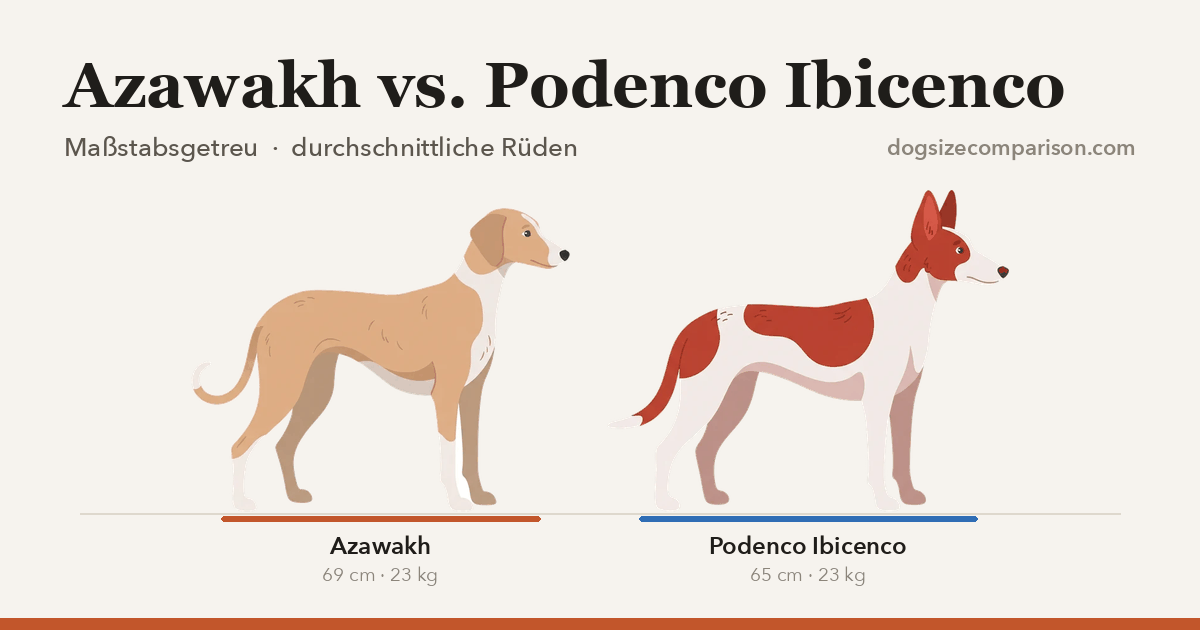 Azawakh vs. Podenco Ibicenco
Maßstabsgetreu · durchschnittliche Rüden
dogsizecomparison.com
Azawakh
69 cm · 23 kg
Podenco Ibicenco
65 cm · 23 kg